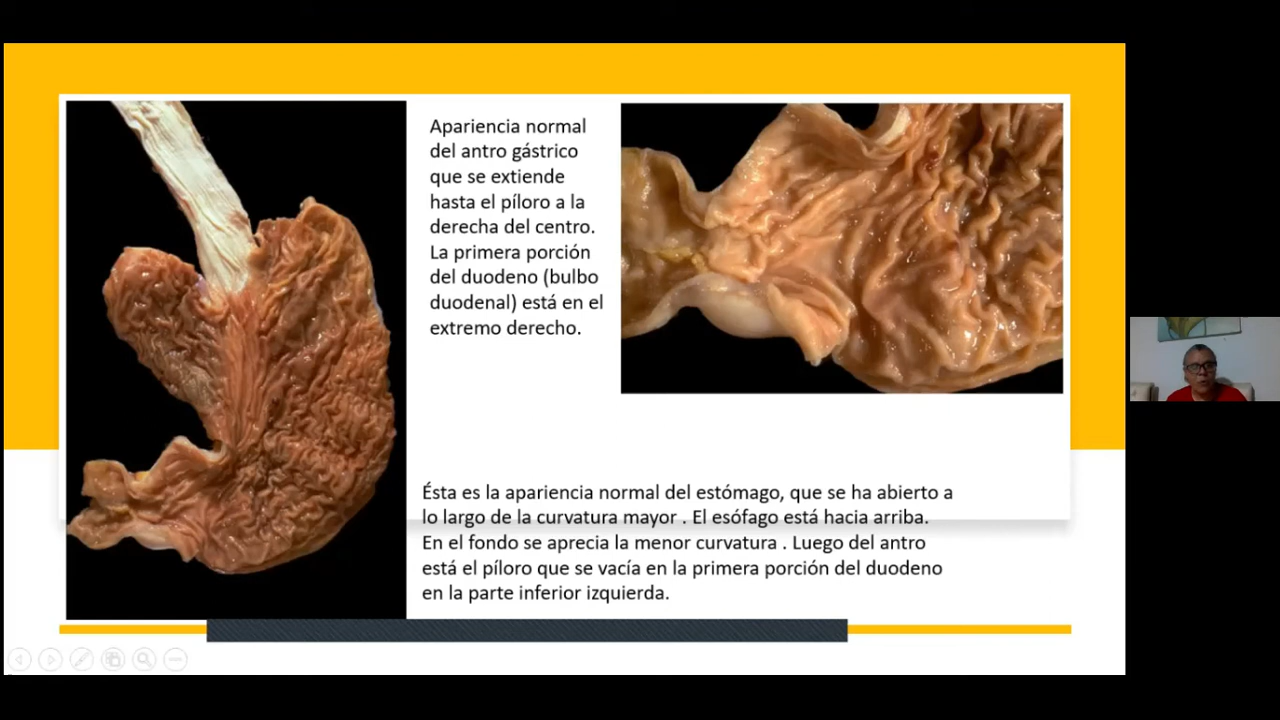 Apariencia normal
del antro gástrico
que se extiende
hasta el píloro a la
derecha del centro.
La primera porción
del duodeno (bulbo
duodenal) está en el
extremo derecho.
Ésta es la apariencia normal del estómago, que se ha abierto a
lo largo de la curvatura mayor . El esófago está hacia arriba.
En el fondo se aprecia la menor curvatura . Luego del antro
está el píloro que se vacía en la primera porción del duodeno
en la parte inferior izquierda.